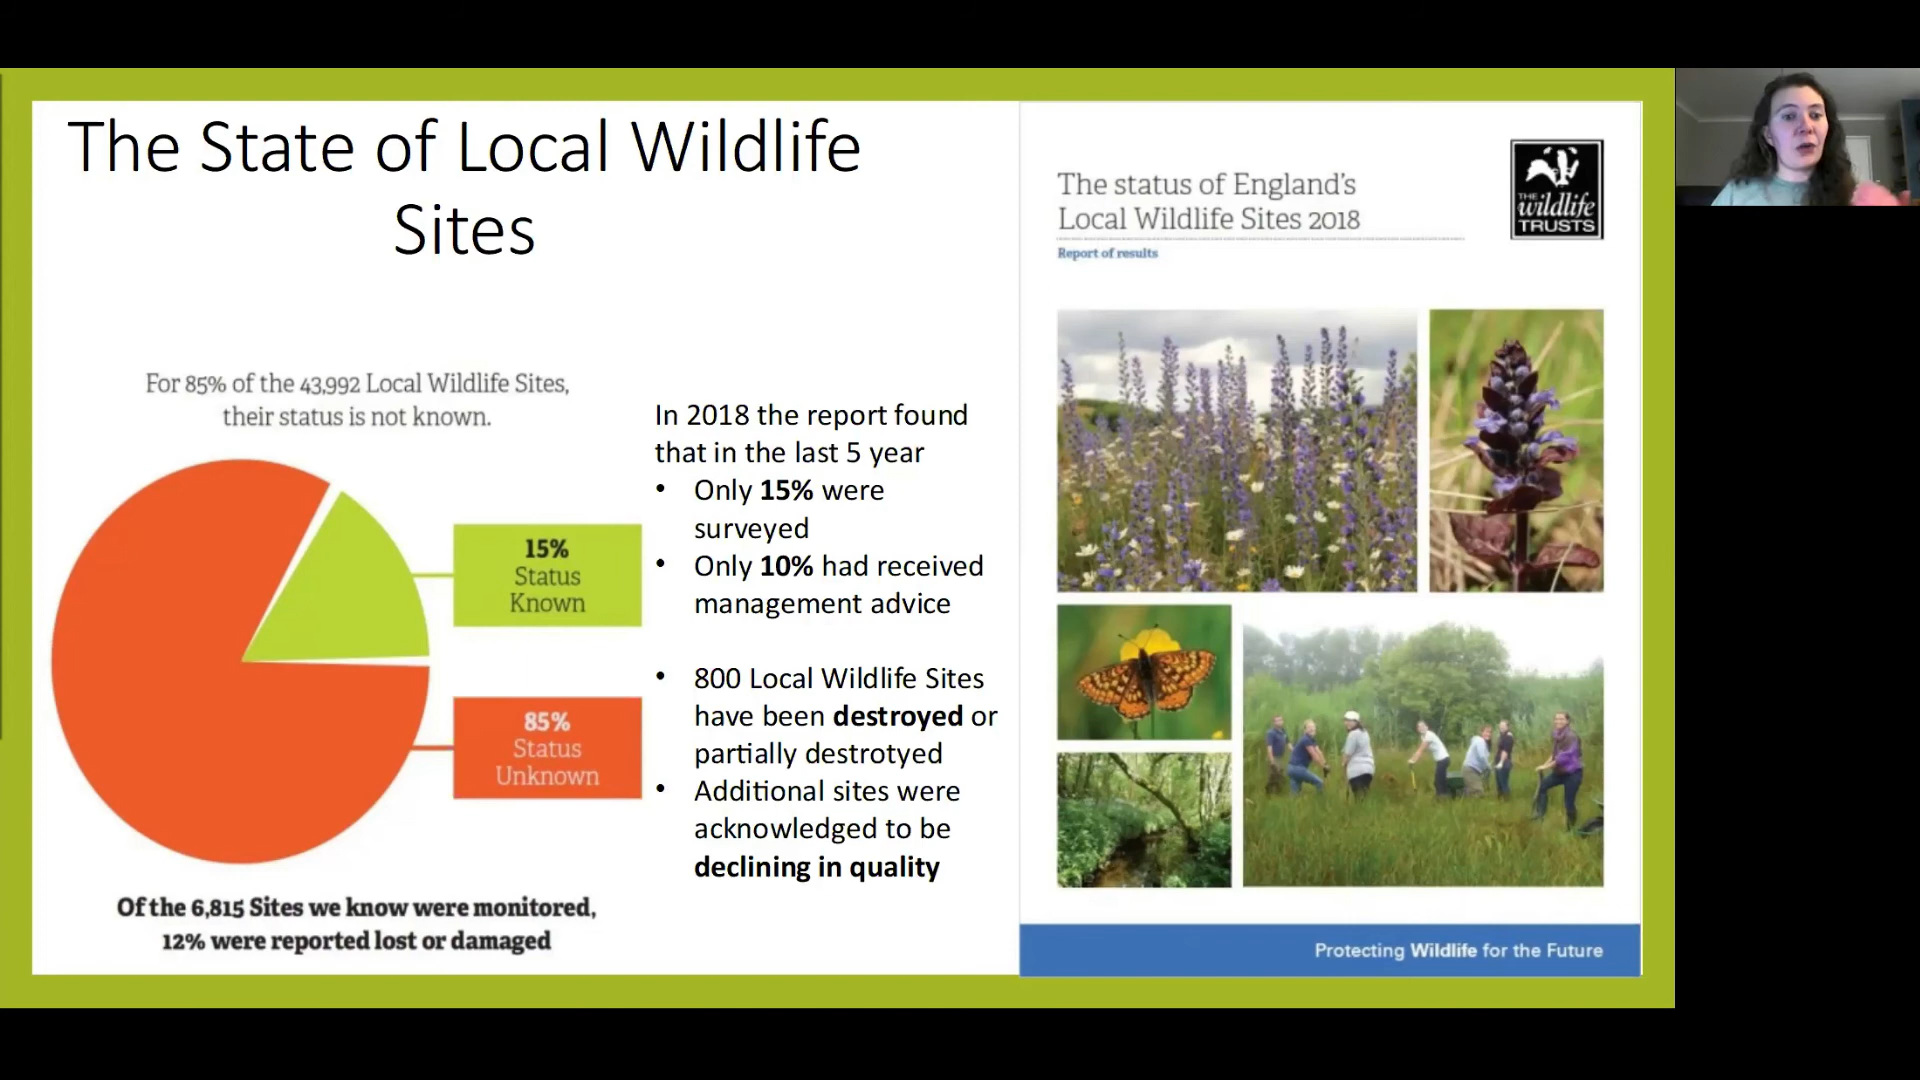 The State of Local Wildlife
Sites
For 85% of the 43,992 Local Wildlife Sites,
their status is not known.
15%
Status
Known
85%
Status
Unknown
Of the 6,815 Sites we know were monitored,
12% were reported lost or damaged
In 2018 the report found
that in the last 5 year
• Only 15% were
surveyed
• Only 10% had received
management advice
• 800 Local Wildlife Sites
have been destroyed or
partially destrotyed
• Additional sites were
acknowledged to be
declining in quality
The status of England's
Local Wildlife Sites 2018
Report of results
THE
wildlife
TRUSTS
Protecting Wildlife for the Future